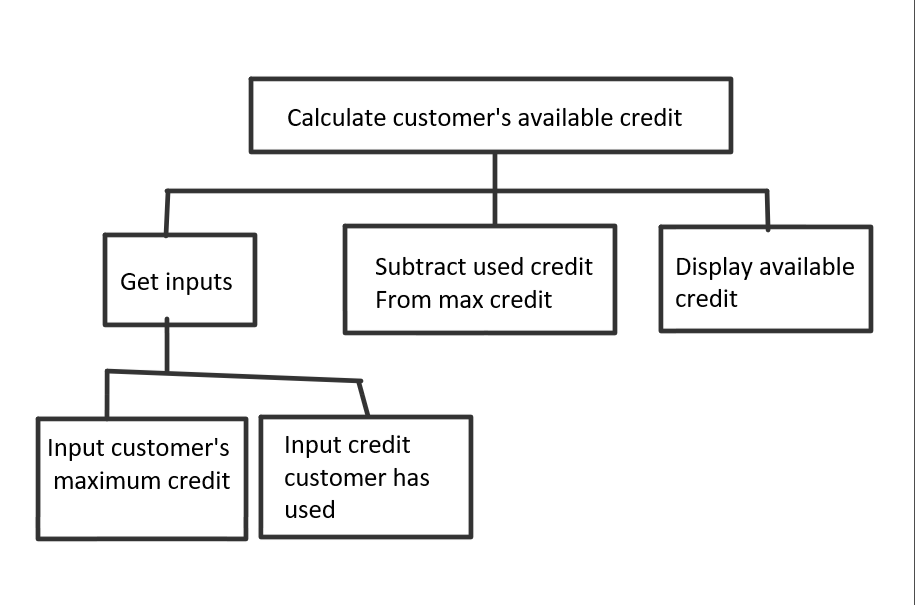 Calculate customer's available credit
Get inputs
Subtract used credit
From max credit
Display available
credit
Input customer's
maximum credit
Input credit
customer has
used